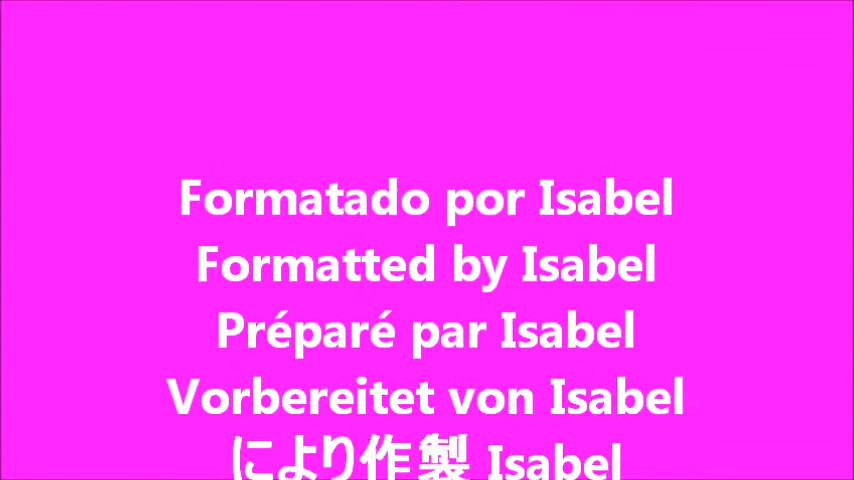 Formatado por Isabel
Formatted by Isabel
Préparé par Isabel
Vorbereitet von Isabel
により作製 Isabel